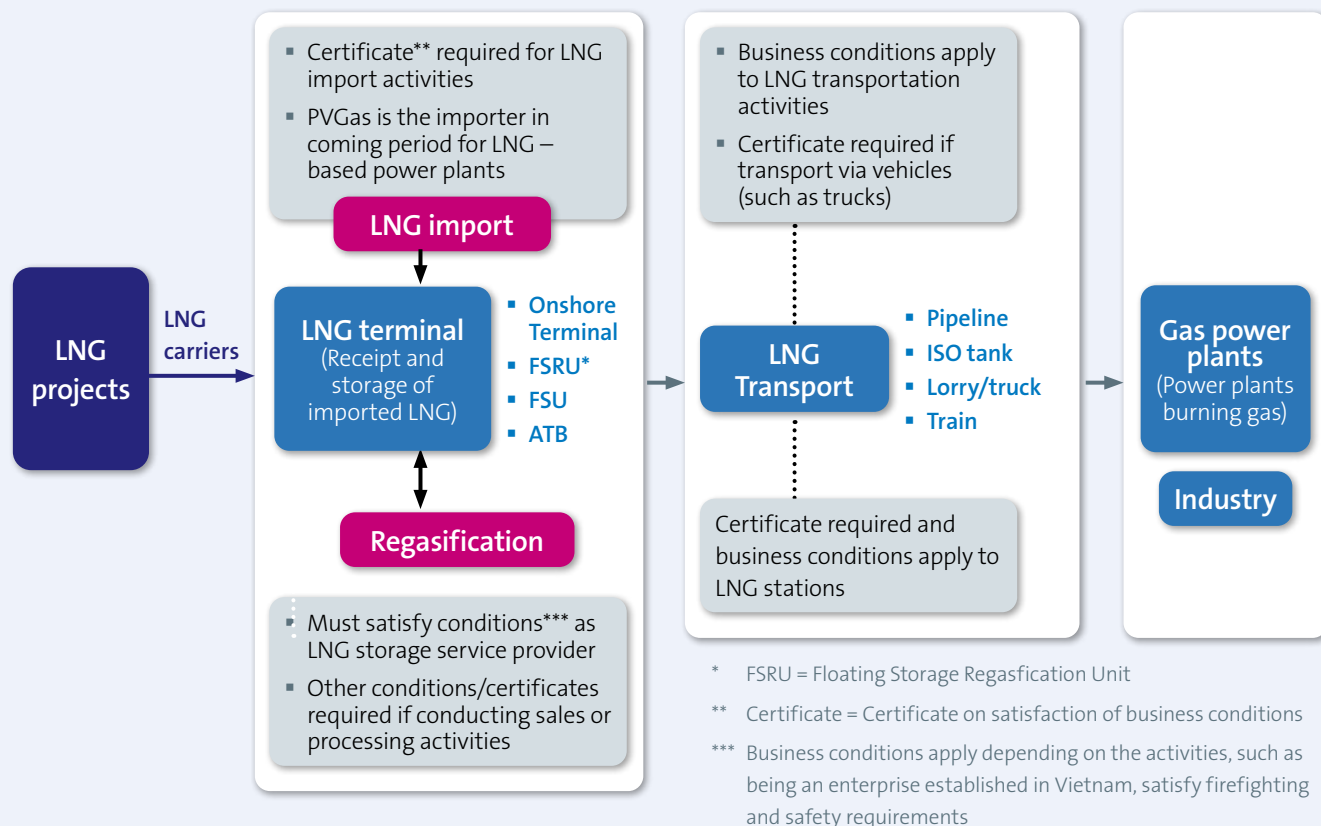 LNG
projects
LNG
carriers
▪ Certificate** required for LNG
import activities
▪ PVGas is the importer in
coming period for LNG –
based power plants
LNG import
LNG terminal
(Receipt and
storage of
imported LNG)
▪ Onshore
Terminal
▪ FSRU*
▪ FSU
▪ ATB
Regasification
▪ Must satisfy conditions*** as
LNG storage service provider
▪ Other conditions/certificates
required if conducting sales or
processing activities
▪ Business conditions apply
to LNG transportation
activities
▪ Certificate required if
transport via vehicles
(such as trucks)
LNG
Transport
▪ Pipeline
▪ ISO tank
▪ Lorry/truck
▪ Train
Certificate required and
business conditions apply to
LNG stations
Gas power
plants
(Power plants
burning gas)
Industry
* FSRU = Floating Storage Regasfication Unit
** Certificate = Certificate on satisfaction of business conditions
*** Business conditions apply depending on the activities, such as
being an enterprise established in Vietnam, satisfy firefighting
and safety requirements